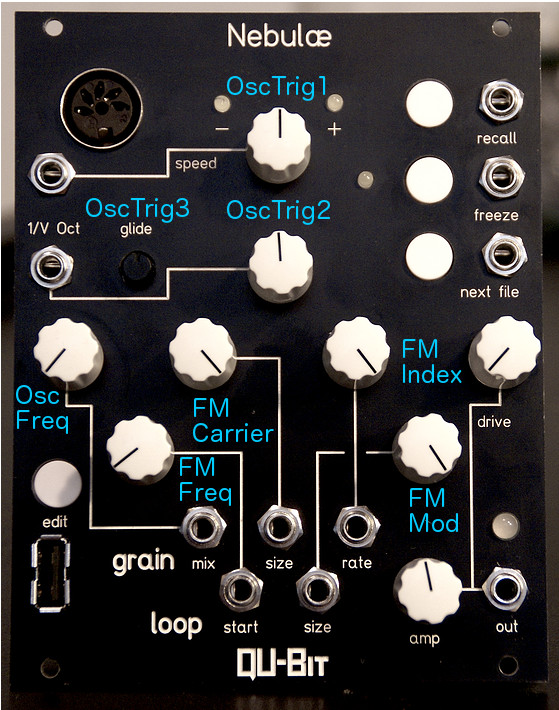 Nebulæ
OscTrig1
− +
recall
speed
OscTrig3
OscTrig2
freeze
1/V Oct
glide
next file
FM
Index
Osc
Freq
FM
Carrier
drive
FM
Freq
FM
Mod
edit
grain
mix
size
rate
loop
start
size
amp
out
QU-BIT